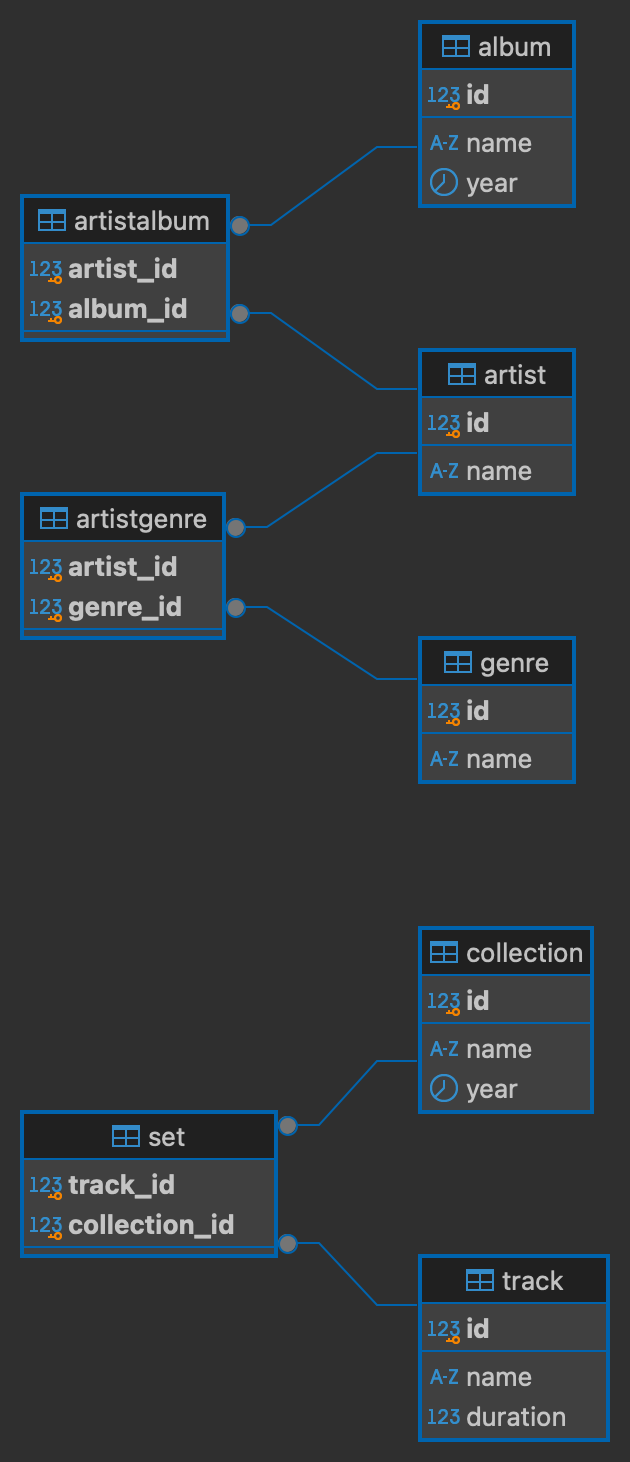 album
123 id
A-Z name
year
artistalbum
123 artist_id
123 album_id
artist
123 id
A-Z name
artistgenre
123 artist_id
123 genre_id
genre
123 id
A-Z name
collection
123 id
A-Z name
year
set
123 track_id
123 collection_id
track
123 id
A-Z name
123 duration